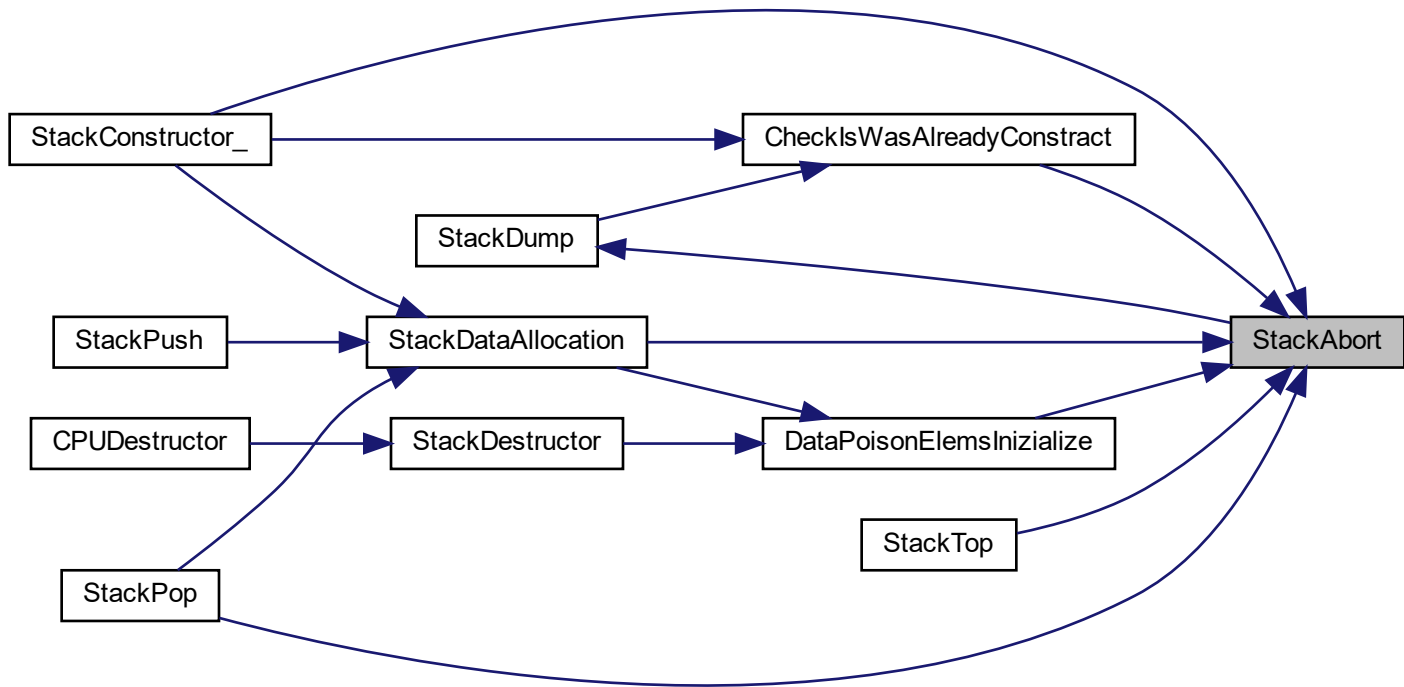 StackConstructor_
CheckIsWasAlreadyConstract
StackDump
StackPush
StackDataAllocation
StackAbort
CPUDestructor
StackDestructor
DataPoisonElemsInizialize
StackTop
StackPop